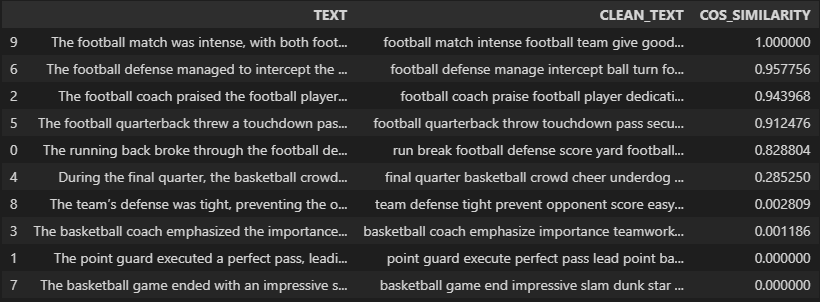 TEXT CLEAN_TEXT COS_SIMILARITY
9 The football match was intense, with both foot... football match intense football team give good... 1.000000
6 The football defense managed to intercept the ... football defense manage intercept ball turn fo... 0.957756
2 The football coach praised the football player... football coach praise football player dedicati... 0.943968
5 The football quarterback threw a touchdown pas... football quarterback throw touchdown pass secu... 0.912476
0 The running back broke through the football de... run break football defense score yard football... 0.828804
4 During the final quarter, the basketball crowd... final quarter basketball crowd cheer underdog ... 0.285250
8 The team's defense was tight, preventing the o... team defense tight prevent opponent score easy... 0.002809
3 The basketball coach emphasized the importance... basketball coach emphasize importance teamwork... 0.001186
1 The point guard executed a perfect pass, leadi... point guard execute perfect pass lead point ba... 0.000000
7 The basketball game ended with an impressive s... basketball game end impressive slam dunk star ... 0.000000